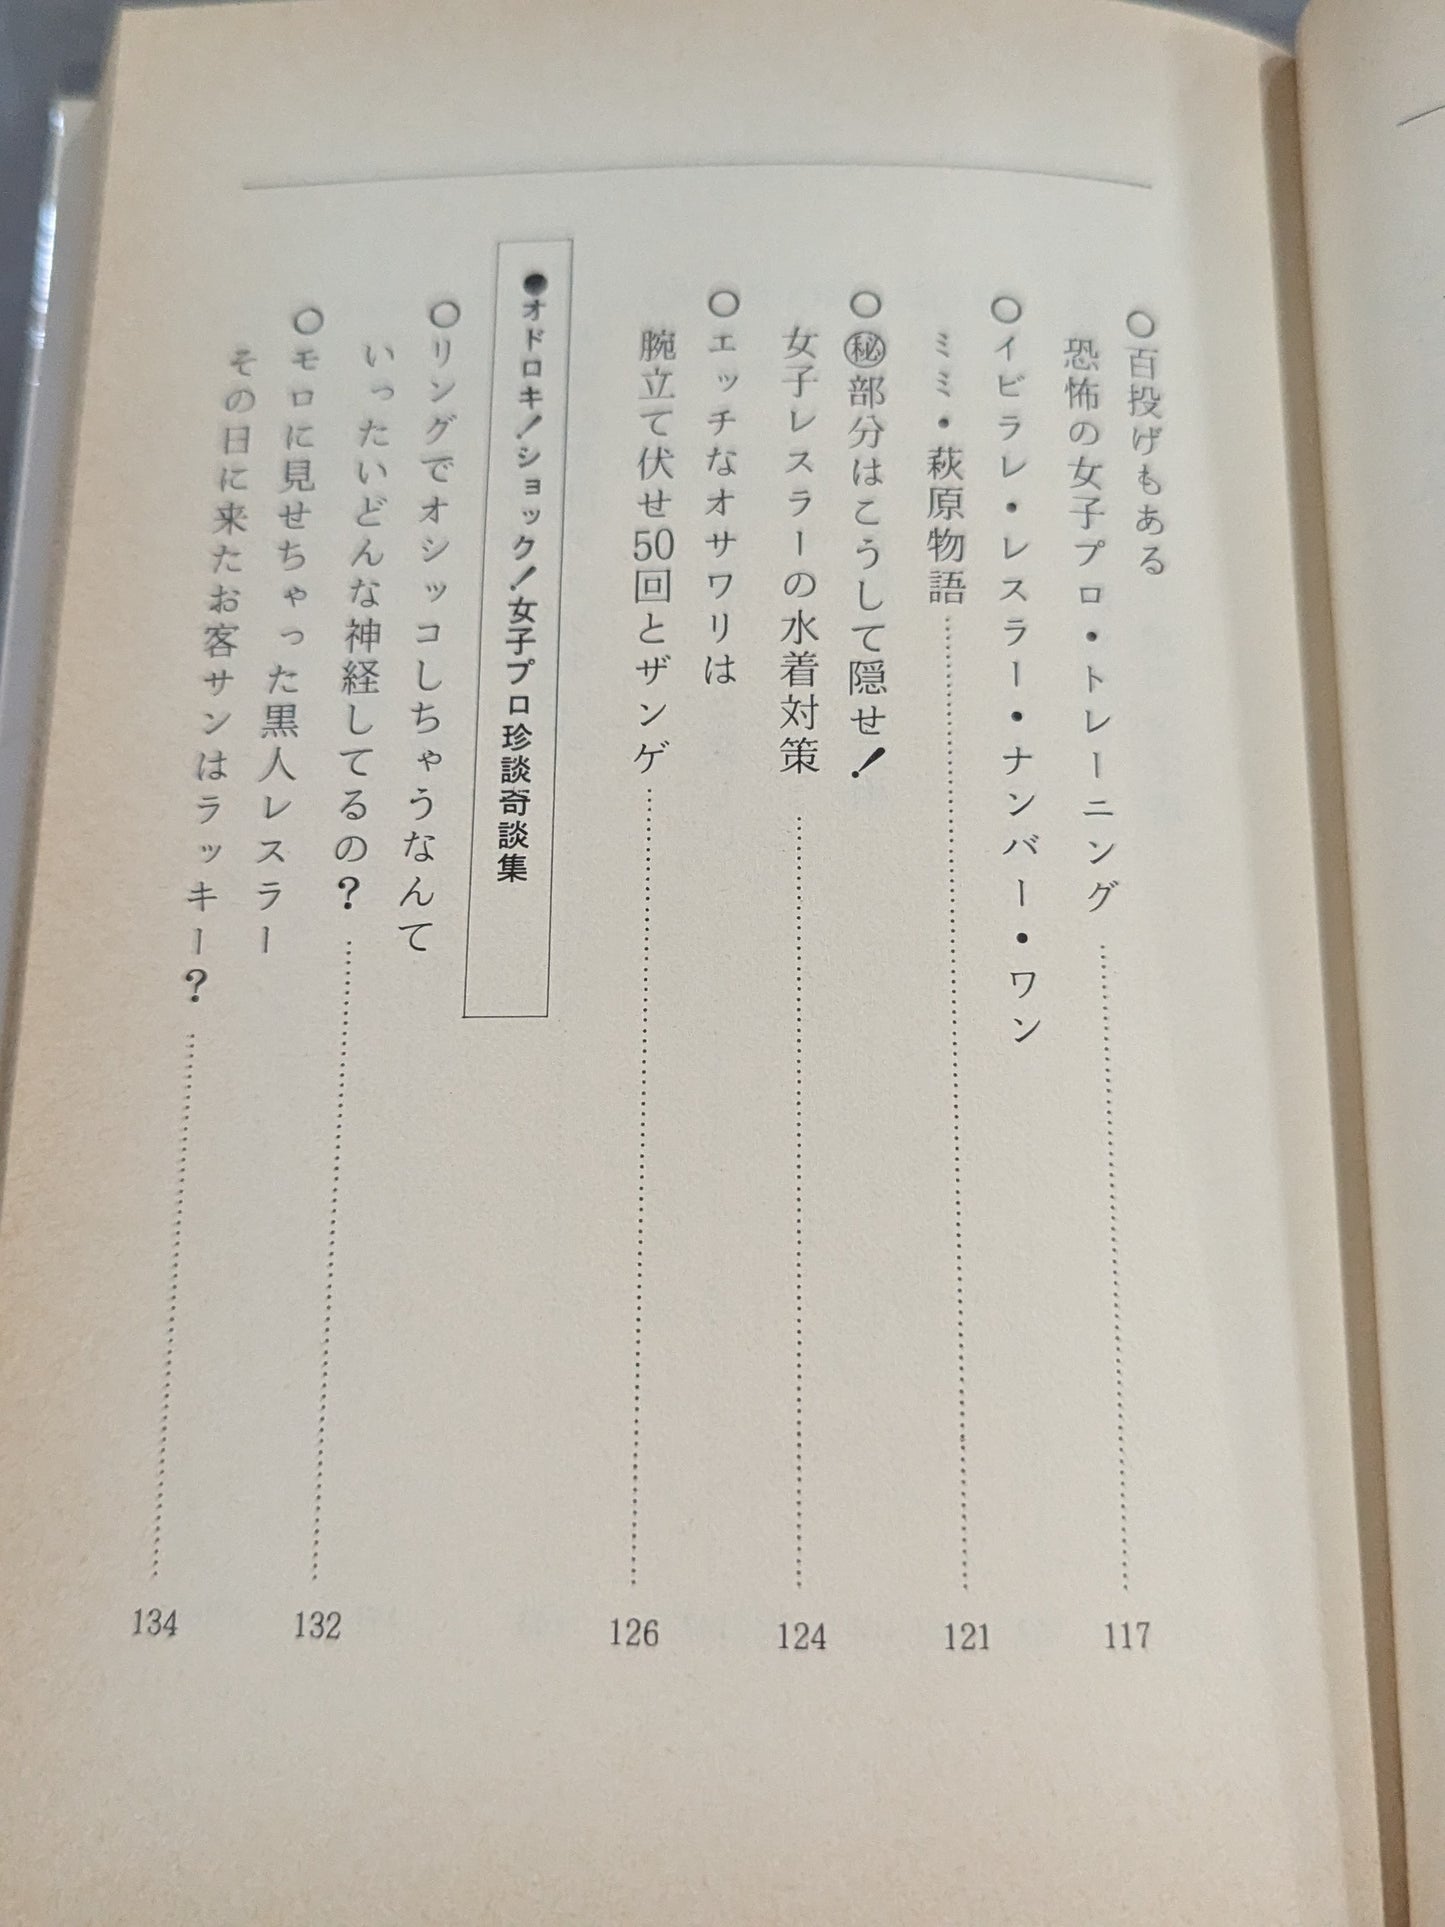 ○百投げもある
恐怖の女子プロ・トレーニング……117
○イビラレ・レスラー・ナンバー・ワン
ミミ・萩原物語……121
○㊙部分はこうして隠せ!
女子レスラーの水着対策……124
○エッチなオサワリは
腕立て伏せ50回とザンゲ……126
●オドロキ!ショック!女子プロ珍談奇談集
○リングでオシッコしちゃうなんて
いったいどんな神経してるの?……132
○モロに見せちゃった黒人レスラー
その日に来たお客サンはラッキー?……134